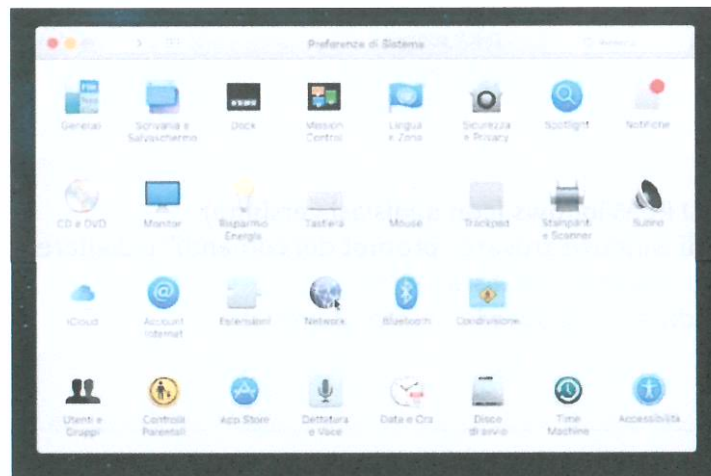 Preferenze di Sistema
Generali
Scrivania e
Salvaschermo
Dock
Mission
Control
Lingua
e Zona
Sicurezza
e Privacy
Spotlight
Notifiche
CD e DVD
Monitor
Risparmio
Energia
Tastiera
Mouse
Trackpad
Stampanti
e Scanner
Suono
iCloud
Account
Internet
Estensioni
Network
Bluetooth
Condivisione
Utenti e
Gruppi
Controlli
Parentali
App Store
Dettatura
e Voce
Data e Ora
Disco
di avvio
Time
Machine
Accessibilità